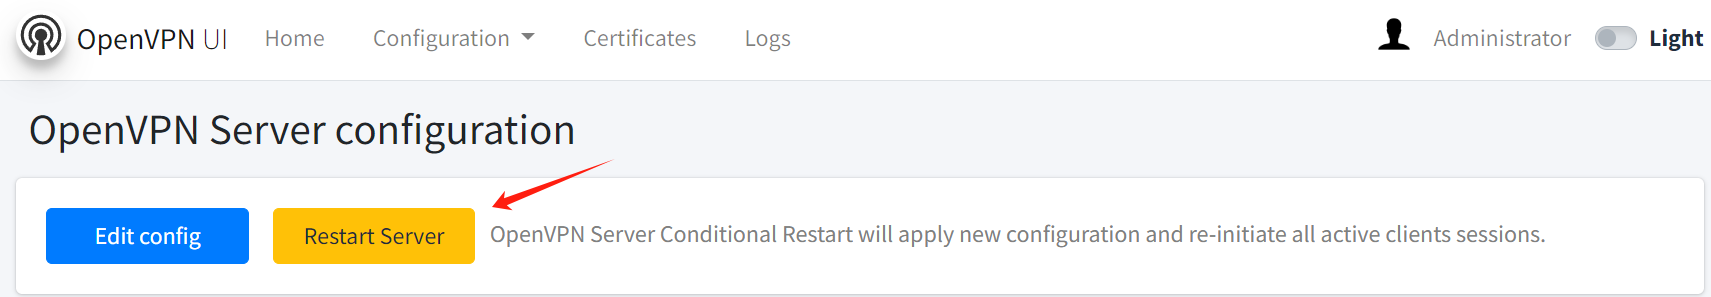 OpenVPN UI Home Configuration Certificates Logs Administrator Light
OpenVPN Server configuration
Edit config Restart Server OpenVPN Server Conditional Restart will apply new configuration and re-initiate all active clients sessions.